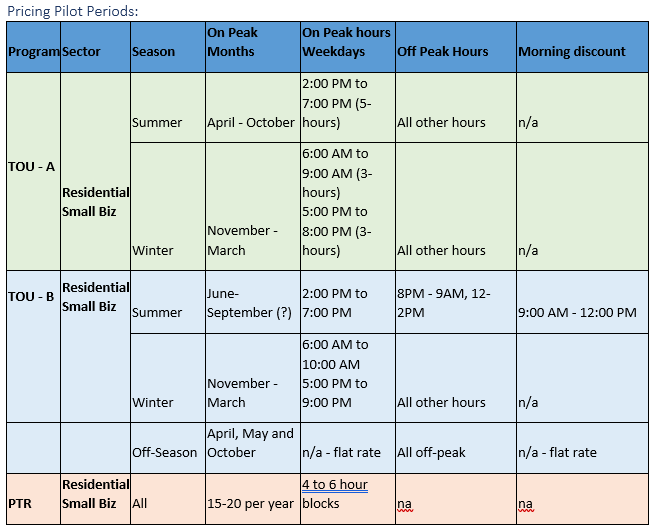 Pricing Pilot Periods:
Program Sector Season On Peak Months On Peak hours Weekdays Off Peak Hours Morning discount
TOU - A
Residential
Small Biz
Summer
April - October
2:00 PM to
7:00 PM (5-
hours)
All other hours
n/a
Winter
November -
March
6:00 AM to
9:00 AM (3-
hours)
5:00 PM to
8:00 PM (3-
hours)
All other hours
n/a
TOU - B
Residential
Small Biz
Summer
June-
September (?)
2:00 PM to
7:00 PM
8PM - 9AM, 12-
2PM
9:00 AM - 12:00 PM
Winter
November -
March
6:00 AM to
10:00 AM
5:00 PM to
9:00 PM
All other hours
n/a
Off-Season
April, May and
October
n/a - flat rate
All off-peak
n/a - flat rate
PTR
Residential
Small Biz
All
15-20 per year
4 to 6 hour
blocks
na
na